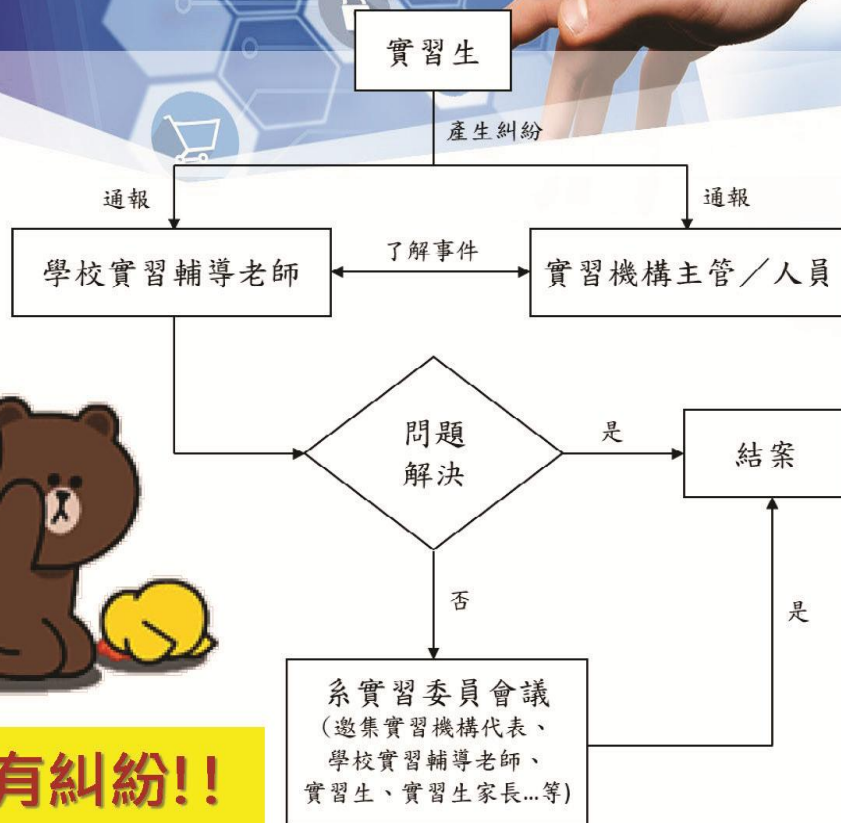 實習生
產生糾紛
通報
通報
學校實習輔導老師
了解事件
實習機構主管／人員
問題
解決
是
結案
否
是
系實習委員會議
(邀集實習機構代表、
學校實習輔導老師、
實習生、實習生家長...等)
有糾紛!!